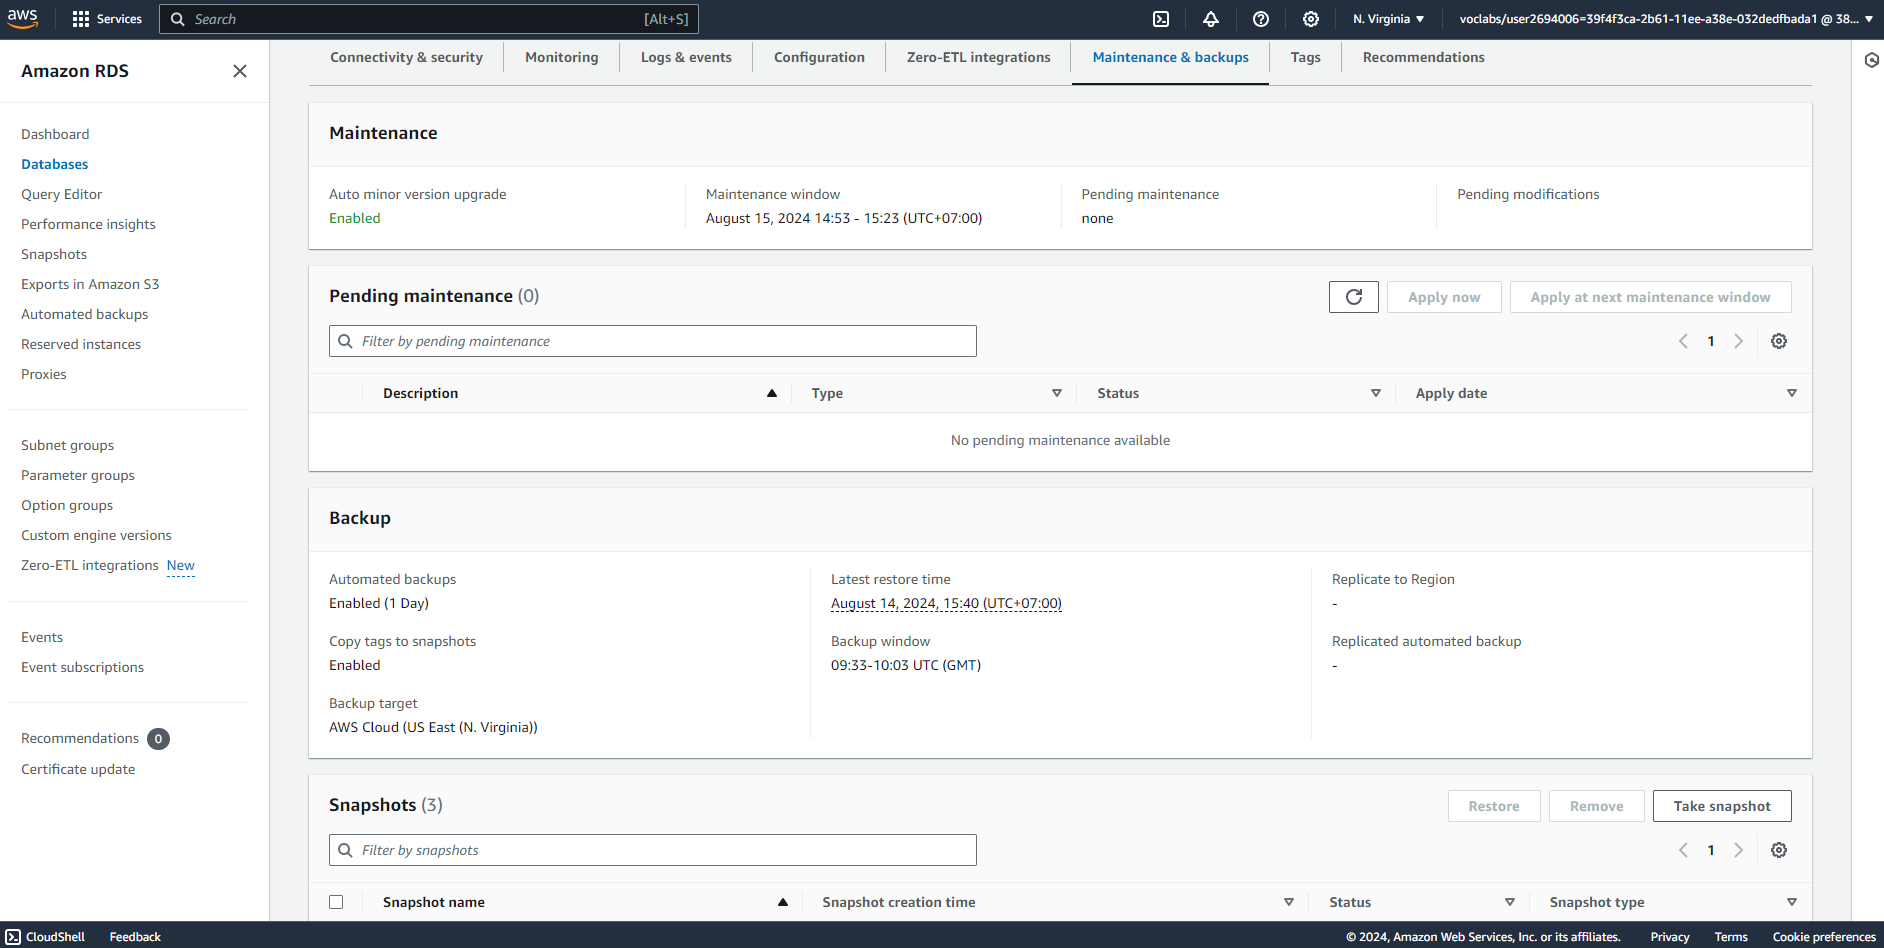 aws
Services
Search [Alt+S]
N. Virginia
voclabs/user2694006=39f4f3ca-2b61-11ee-a38e-032dedfbada1 @ 38...
Amazon RDS
Dashboard
Databases
Query Editor
Performance insights
Snapshots
Exports in Amazon S3
Automated backups
Reserved instances
Proxies
Subnet groups
Parameter groups
Option groups
Custom engine versions
Zero-ETL integrations New
Events
Event subscriptions
Recommendations 0
Certificate update
Connectivity & security Monitoring Logs & events Configuration Zero-ETL integrations Maintenance & backups Tags Recommendations
Maintenance
Auto minor version upgrade
Enabled
Maintenance window
August 15, 2024 14:53 - 15:23 (UTC+07:00)
Pending maintenance
none
Pending modifications
Pending maintenance (0)
Apply now
Apply at next maintenance window
Filter by pending maintenance
1
Description Type Status Apply date
No pending maintenance available
Backup
Automated backups
Enabled (1 Day)
Copy tags to snapshots
Enabled
Backup target
AWS Cloud (US East (N. Virginia))
Latest restore time
August 14, 2024, 15:40 (UTC+07:00)
Backup window
09:33-10:03 UTC (GMT)
Replicate to Region
-
Replicated automated backup
-
Snapshots (3)
Restore
Remove
Take snapshot
Filter by snapshots
1
Snapshot name Snapshot creation time Status Snapshot type
CloudShell Feedback © 2024, Amazon Web Services, Inc. or its affiliates. Privacy Terms Cookie preferences